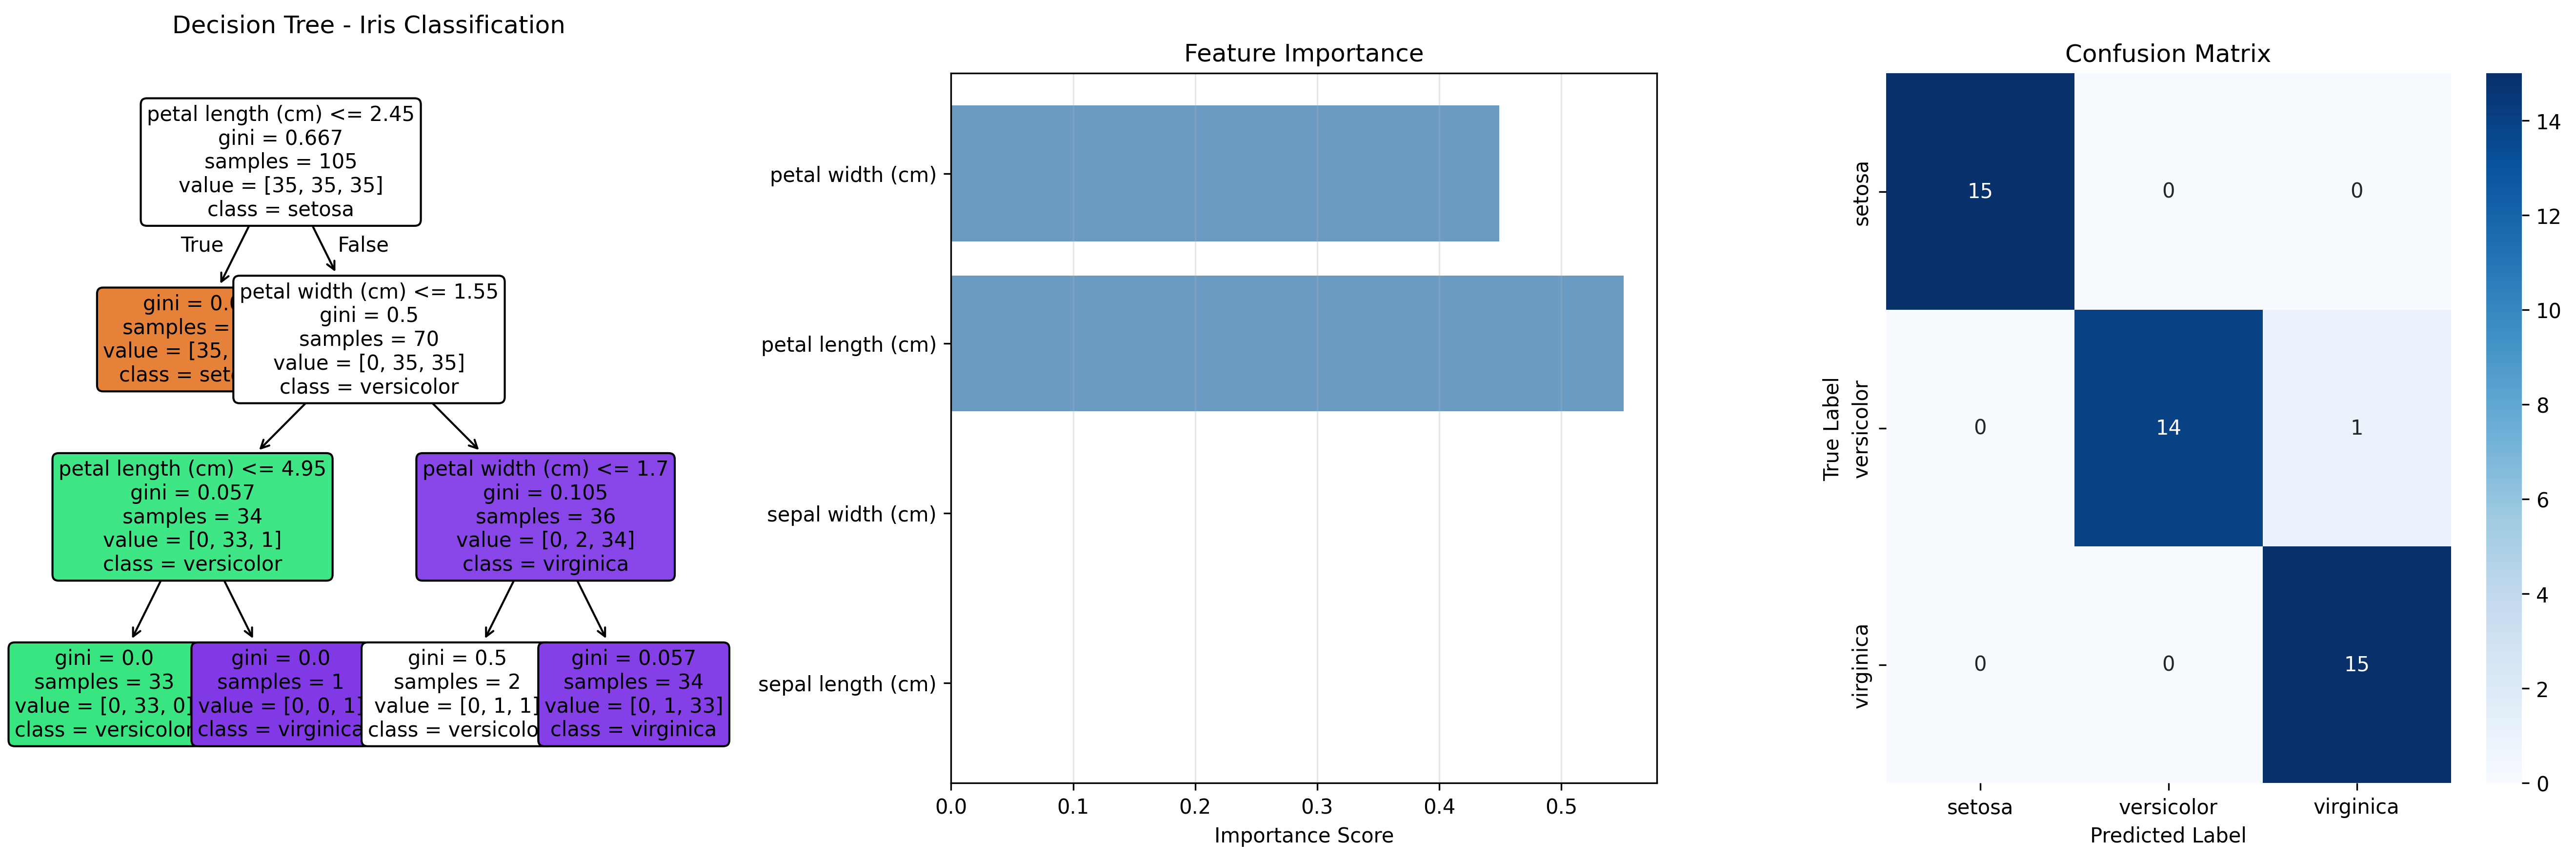 Decision Tree - Iris Classification
petal length (cm) <= 2.45
gini = 0.667
samples = 105
value = [35, 35, 35]
class = setosa
True
False
gini = 0.
samples =
value = [35,
class =
petal width (cm) <= 1.55
gini = 0.5
samples = 70
value = [0, 35, 35]
class = versicolor
petal length (cm) <= 4.95
gini = 0.057
samples = 34
value = [0, 33, 1]
class = versicolor
petal width (cm) <= 1.7
gini = 0.105
samples = 36
value = [0, 2, 34]
class = virginica
gini = 0.0
samples = 33
value = [0, 33, 0]
class = versicolor
gini = 0.0
samples = 1
value = [0, 0, 1]
class = virginica
gini = 0.5
samples = 2
value = [0, 1, 1]
class = versicolo
gini = 0.057
samples = 34
value = [0, 1, 33]
class = virginica
Feature Importance
petal width (cm)
petal length (cm)
sepal width (cm)
sepal length (cm)
0.0 0.1 0.2 0.3 0.4 0.5
Importance Score
Confusion Matrix
True Label
setosa
versicolor
virginica
15 0 0
0 14 1
0 0 15
setosa versicolor virginica
Predicted Label
14
12
10
8
6
4
2
0